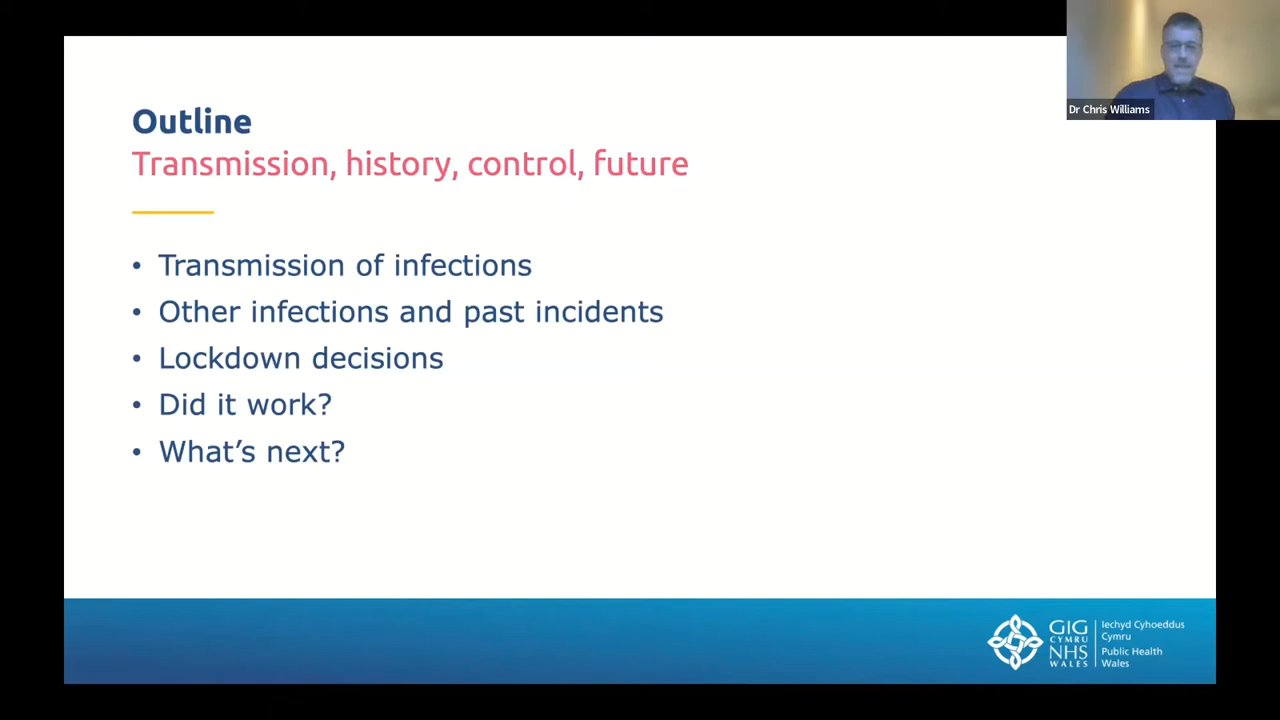 Dr Chris Williams
Outline
Transmission, history, control, future
• Transmission of infections
• Other infections and past incidents
• Lockdown decisions
• Did it work?
• What’s next?
GIG
CYMRU
NHS
WALES
Iechyd Cyhoeddus
Cymru
Public Health
Wales